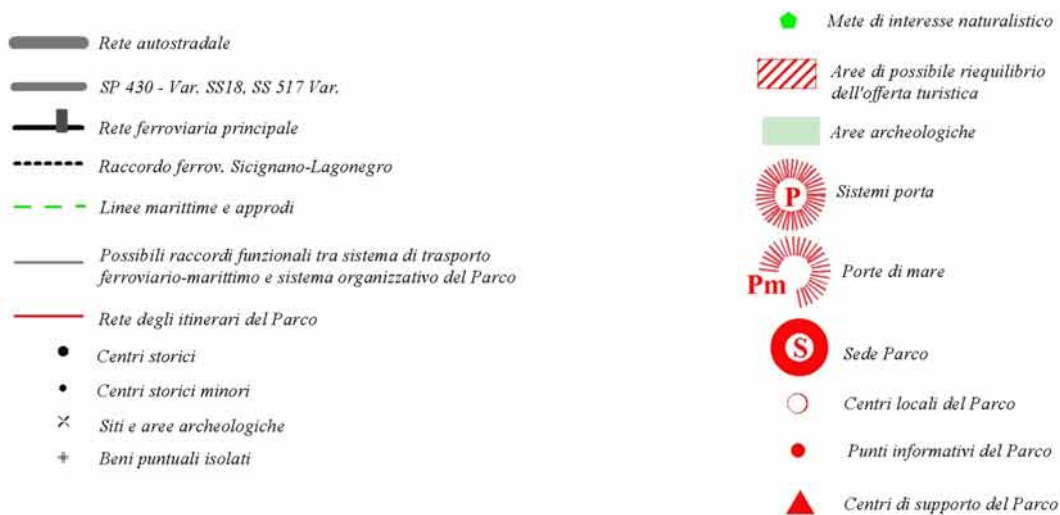 Rete autostradale
SP 430 - Var. SS18, SS 517 Var.
Rete ferroviaria principale
Raccordo ferrov. Sicignano-Lagonegro
Linee marittime e approdi
Possibili raccordi funzionali tra sistema di trasporto
ferroviario-marittimo e sistema organizzativo del Parco
Rete degli itinerari del Parco
Centri storici
Centri storici minori
Siti e aree archeologiche
Beni puntuali isolati
Mete di interesse naturalistico
Aree di possibile riequilibrio
dell'offerta turistica
Aree archeologiche
P Sistemi porta
Pm Porte di mare
S Sede Parco
Centri locali del Parco
Punti informativi del Parco
Centri di supporto del Parco